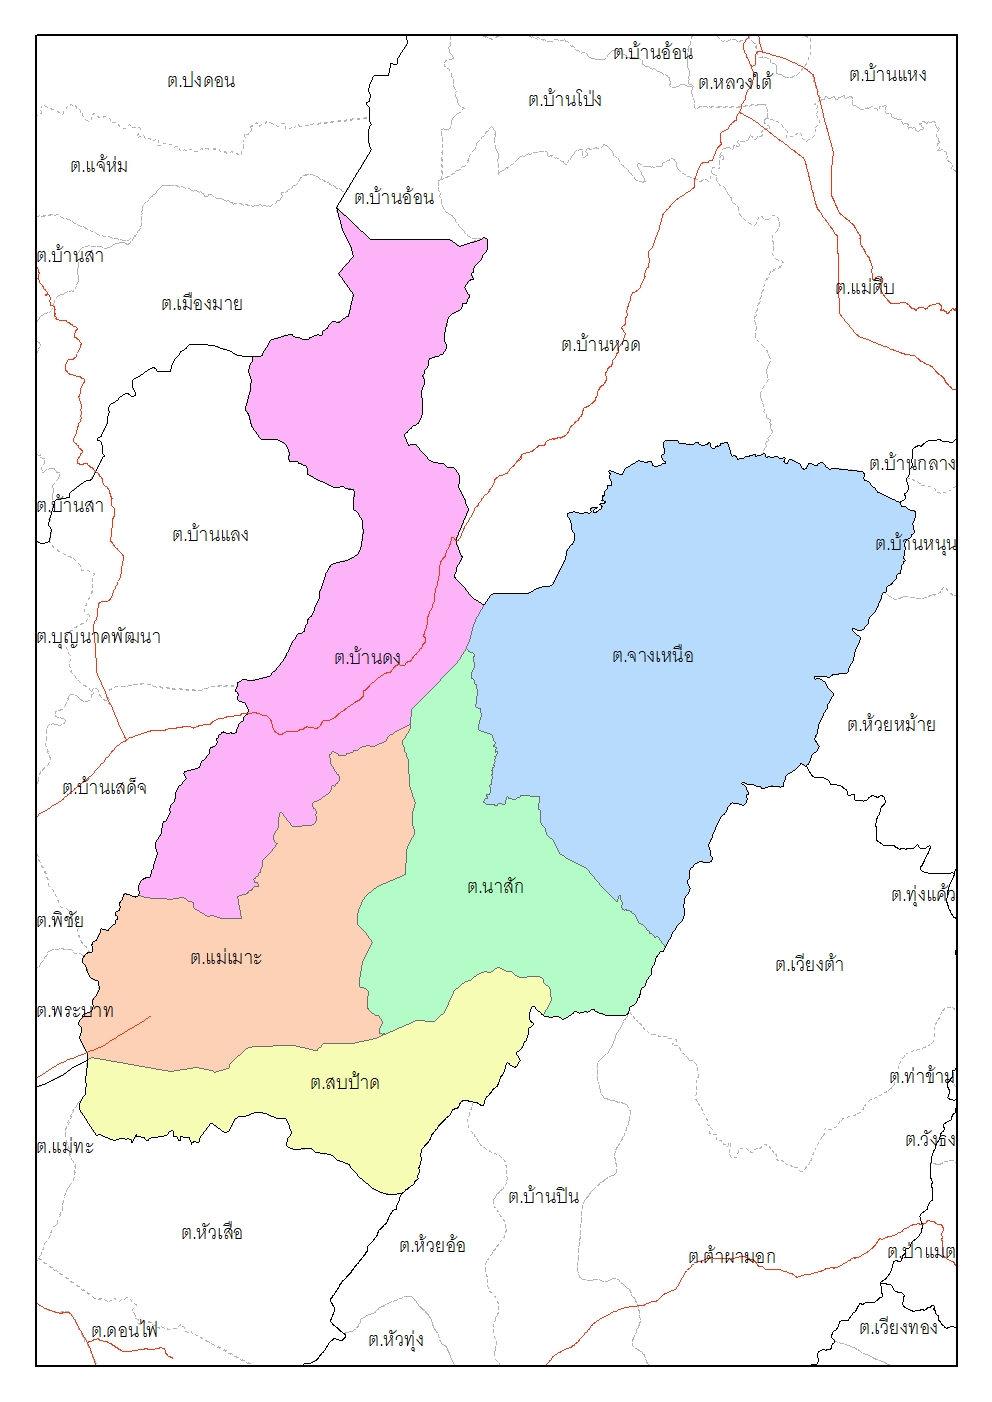 ต.บ้านอ้อน
ต.ปงดอน
ต.หลวงใต้
ต.บ้านแหง
ต.บ้านโป่ง
ต.แจ้ห่ม
ต.บ้านอ้อน
ต.บ้านสา
ต.แม่ตีบ
ต.เมืองมาย
ต.บ้านหวด
ต.บ้านกลาง
ต.บ้านสา
ต.บ้านแลง
ต.บ้านหนุน
ต.บุญนาคพัฒนา
ต.บ้านดง
ต.จางเหนือ
ต.ห้วยหม้าย
ต.บ้านเสด็จ
ต.นาสัก
ต.ทุ่งแค้ว
ต.พิชัย
ต.แม่เมาะ
ต.เวียงต้า
ต.พระบาท
ต.สบป้าด
ต.ท่าข้าม
ต.แม่ทะ
ต.วังธง
ต.บ้านปิน
ต.หัวเสือ
ต.ห้วยอ้อ
ต.ต้าผามอก
ต.ป่าแมต
ต.ดอนไฟ
ต.หัวทุ่ง
ต.เวียงทอง